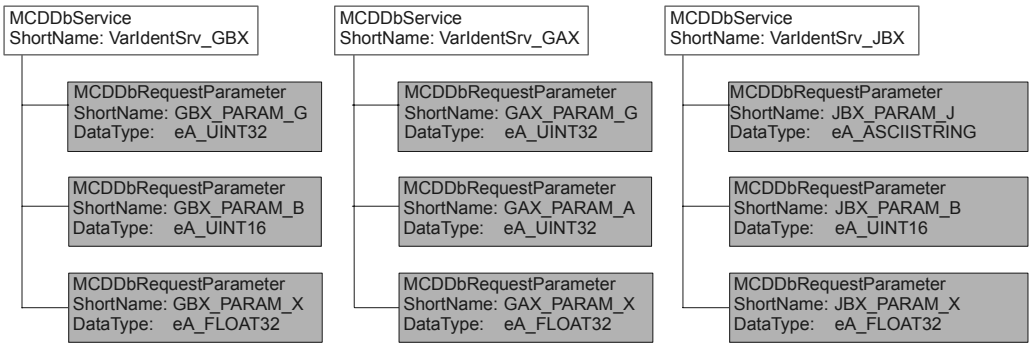 MCDDbService
ShortName: VarIdentSrv_GBX
MCDDbRequestParameter
ShortName: GBX_PARAM_G
DataType: eA_UINT32
MCDDbRequestParameter
ShortName: GBX_PARAM_B
DataType: eA_UINT16
MCDDbRequestParameter
ShortName: GBX_PARAM_X
DataType: eA_FLOAT32
MCDDbService
ShortName: VarIdentSrv_GAX
MCDDbRequestParameter
ShortName: GAX_PARAM_G
DataType: eA_UINT32
MCDDbRequestParameter
ShortName: GAX_PARAM_A
DataType: eA_UINT32
MCDDbRequestParameter
ShortName: GAX_PARAM_X
DataType: eA_FLOAT32
MCDDbService
ShortName: VarIdentSrv_JBX
MCDDbRequestParameter
ShortName: JBX_PARAM_J
DataType: eA_ASCIISTRING
MCDDbRequestParameter
ShortName: JBX_PARAM_B
DataType: eA_UINT16
MCDDbRequestParameter
ShortName: JBX_PARAM_X
DataType: eA_FLOAT32